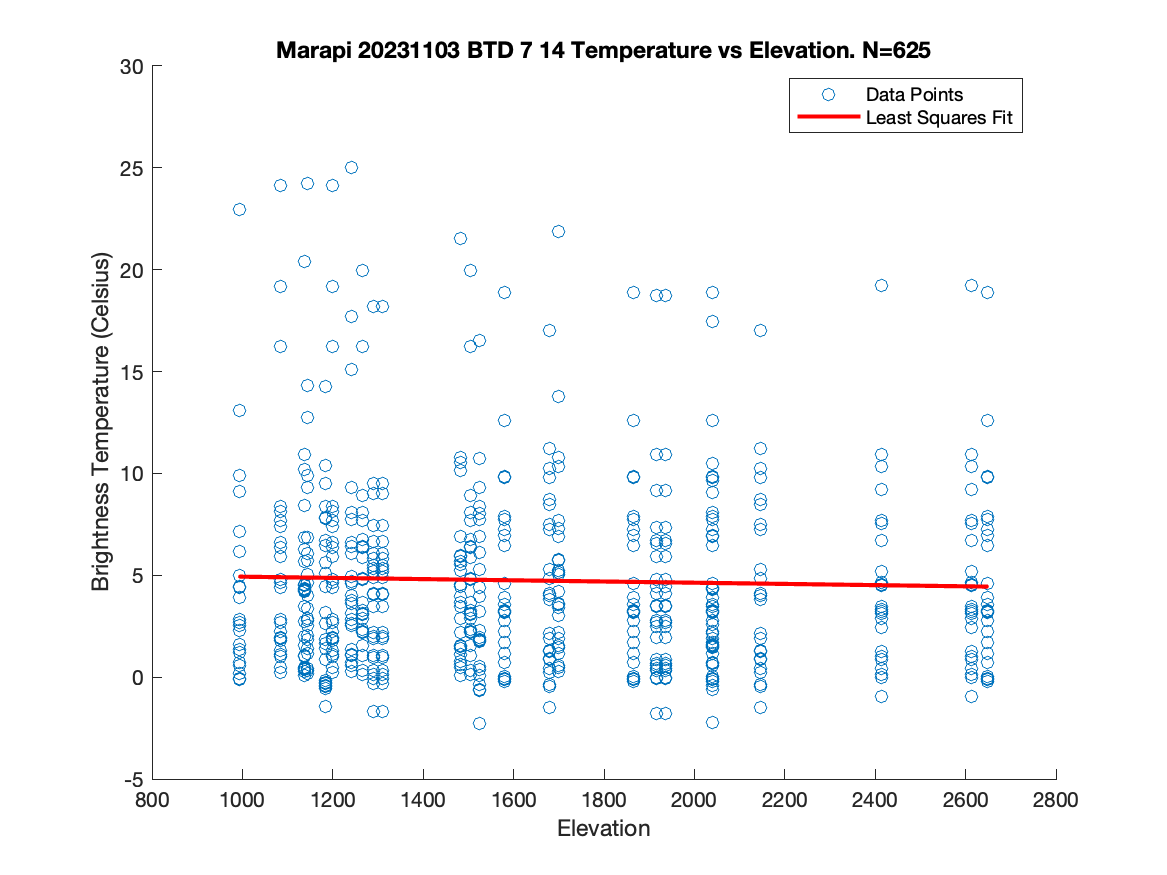 Marapi 20231103 BTD 7 14 Temperature vs Elevation. N=625
Data Points
Least Squares Fit
Brightness Temperature (Celsius)
30
25
20
15
10
5
0
-5
800 1000 1200 1400 1600 1800 2000 2200 2400 2600 2800
Elevation